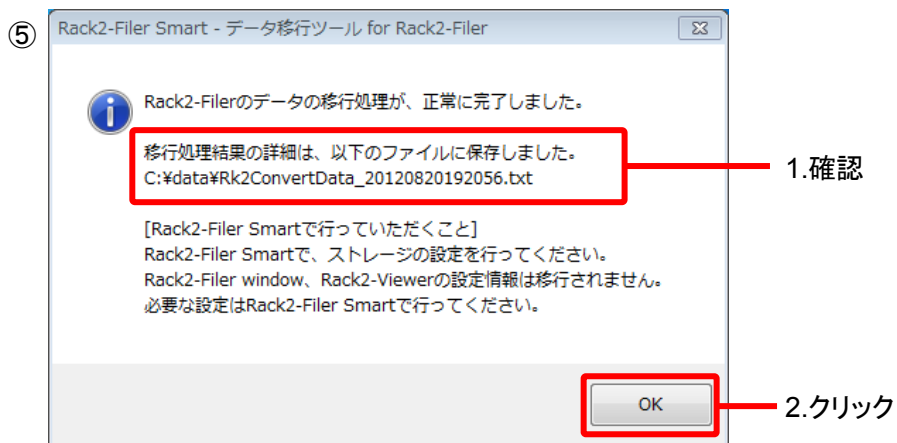 ⑤
Rack2-Filer Smart - データ移行ツール for Rack2-Filer
Rack2-Filerのデータの移行処理が、正常に完了しました。
移行処理結果の詳細は、以下のファイルに保存しました。
C:¥data¥Rk2ConvertData_20120820192056.txt
1.確認
[Rack2-Filer Smartで行っていただくこと]
Rack2-Filer Smartで、ストレージの設定を行ってください。
Rack2-Filer window、Rack2-Viewerの設定情報は移行されません。
必要な設定はRack2-Filer Smartで行ってください。
OK
2.クリック